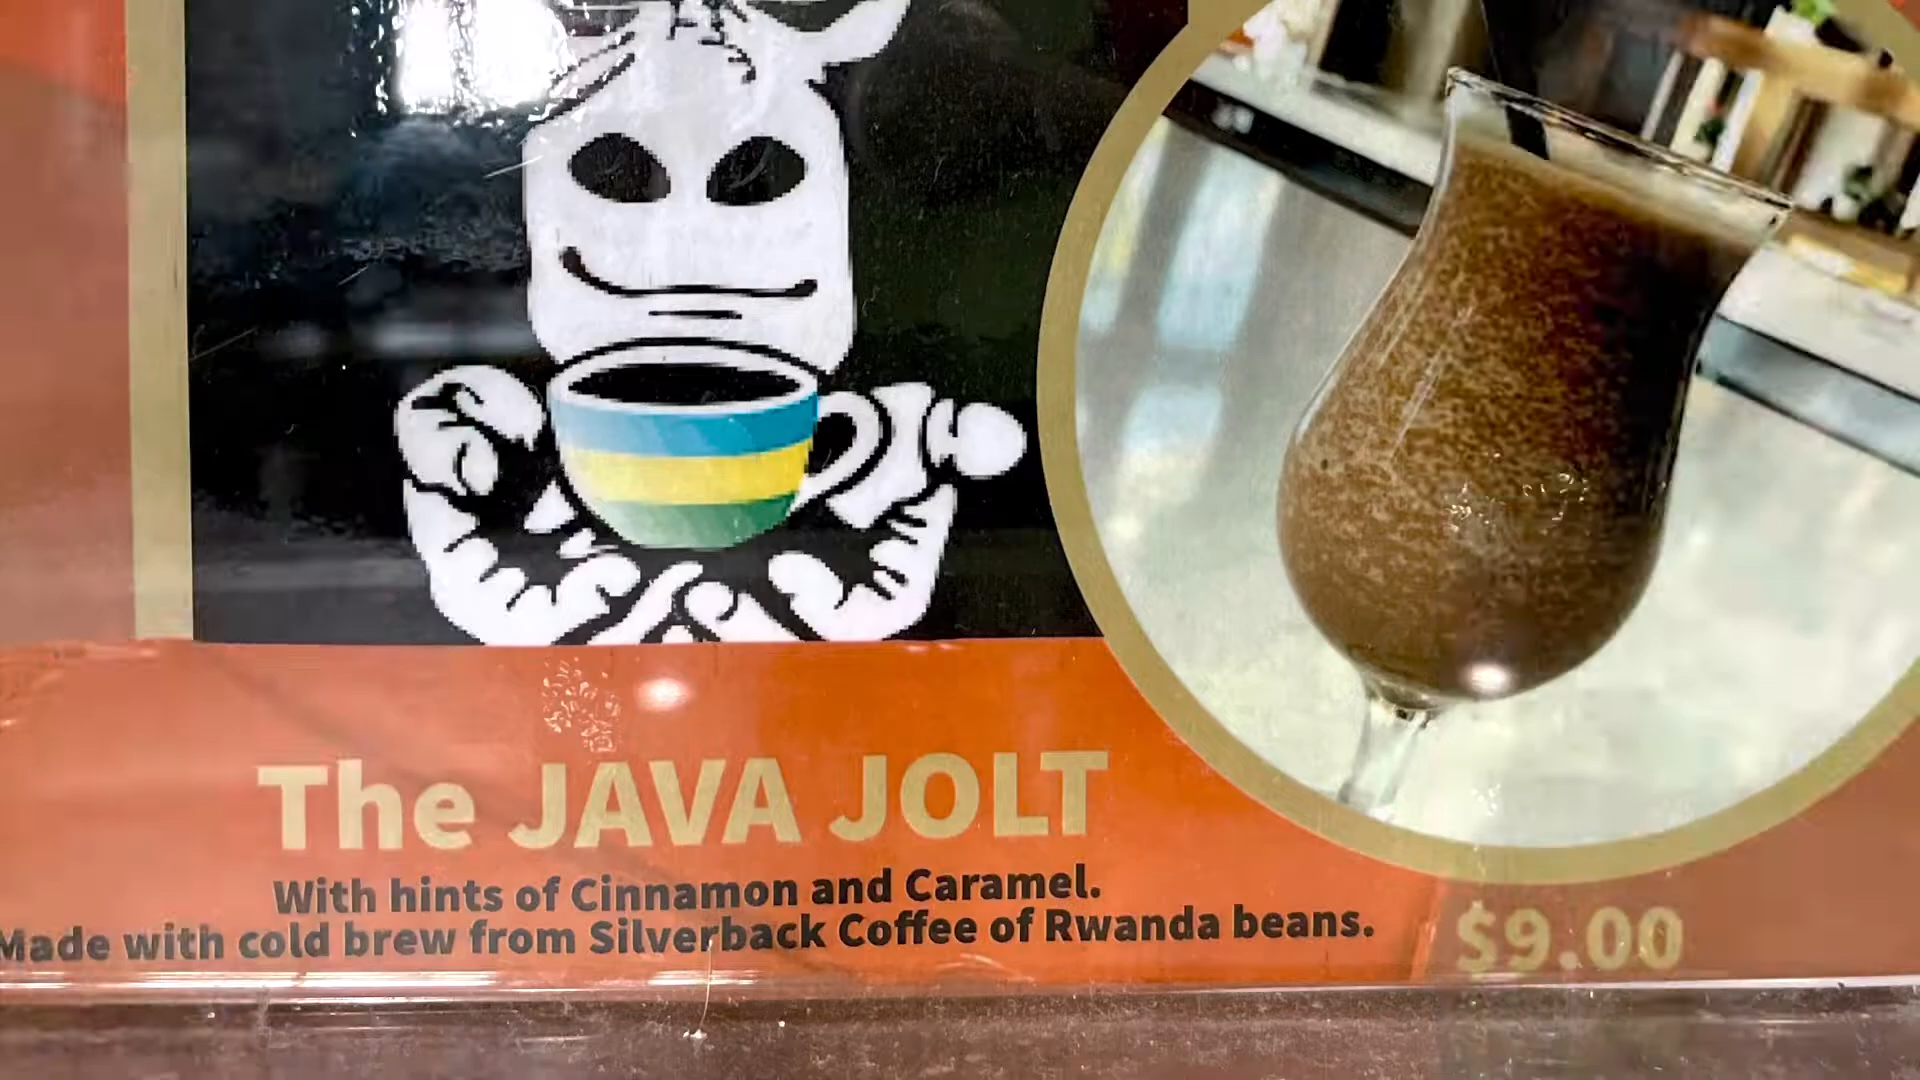 The JAVA JOLT
With hints of Cinnamon and Caramel.
Made with cold brew from Silverback Coffee of Rwanda beans.
$9.00